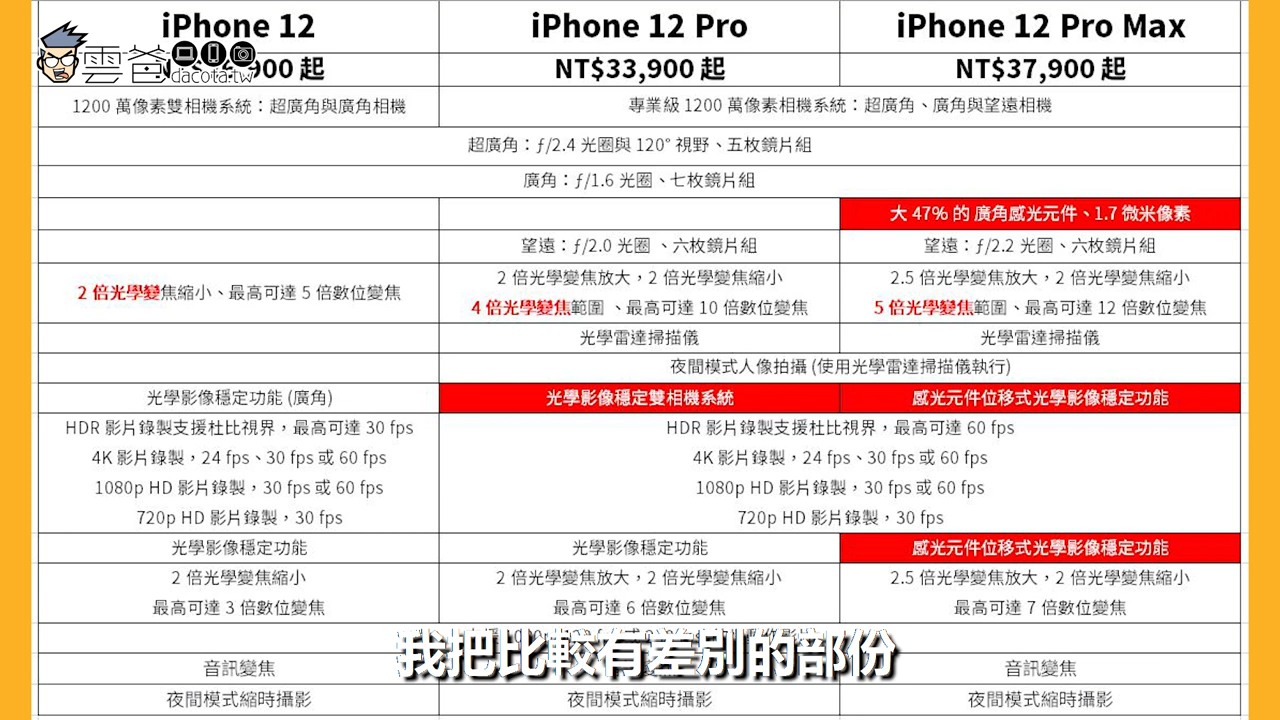 iPhone 12
iPhone 12 Pro
iPhone 12 Pro Max
雲爸
dacota.tw
900 起
NT$33,900 起
NT$37,900 起
1200 萬像素雙相機系統：超廣角與廣角相機
專業級 1200 萬像素相機系統：超廣角、廣角與望遠相機
超廣角：ƒ/2.4 光圈與 120° 視野、五枚鏡片組
廣角：ƒ/1.6 光圈、七枚鏡片組
大 47% 的 廣角感光元件、1.7 微米像素
望遠：ƒ/2.0 光圈 、六枚鏡片組
望遠：ƒ/2.2 光圈、六枚鏡片組
2 倍光學變焦縮小、最高可達 5 倍數位變焦
2 倍光學變焦放大，2 倍光學變焦縮小
4 倍光學變焦範圍 、最高可達 10 倍數位變焦
2.5 倍光學變焦放大，2 倍光學變焦縮小
5 倍光學變焦範圍、最高可達 12 倍數位變焦
光學雷達掃描儀
光學雷達掃描儀
夜間模式人像拍攝 (使用光學雷達掃描儀執行)
光學影像穩定功能 (廣角)
光學影像穩定雙相機系統
感光元件位移式光學影像穩定功能
HDR 影片錄製支援杜比視界，最高可達 30 fps
4K 影片錄製，24 fps、30 fps 或 60 fps
1080p HD 影片錄製，30 fps 或 60 fps
720p HD 影片錄製，30 fps
HDR 影片錄製支援杜比視界，最高可達 60 fps
4K 影片錄製，24 fps、30 fps 或 60 fps
1080p HD 影片錄製，30 fps 或 60 fps
720p HD 影片錄製，30 fps
光學影像穩定功能
光學影像穩定功能
感光元件位移式光學影像穩定功能
2 倍光學變焦縮小
最高可達 3 倍數位變焦
2 倍光學變焦放大，2 倍光學變焦縮小
最高可達 6 倍數位變焦
2.5 倍光學變焦放大，2 倍光學變焦縮小
最高可達 7 倍數位變焦
我把比較有差別的部份
音訊變焦
音訊變焦
夜間模式縮時攝影
夜間模式縮時攝影
夜間模式縮時攝影